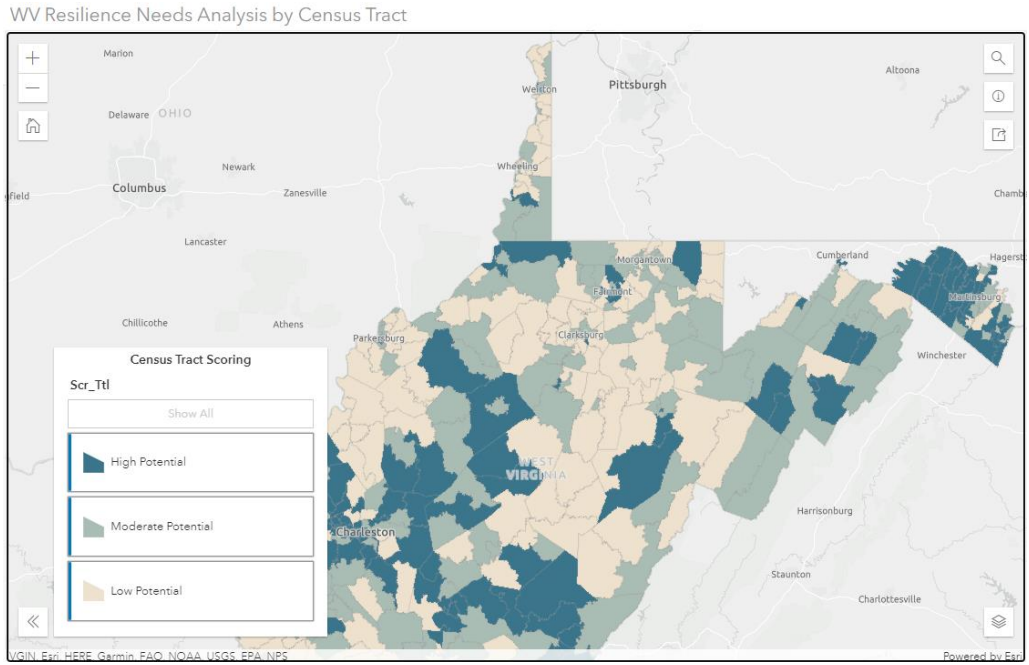 WV Resilience Needs Analysis by Census Tract
Marion
Altoona
Pittsburgh
Weirton
Delaware
OHIO
Newark
Wheeling
Columbus
Zanesville
gfield
Chamb
Lancaster
Morgantown
Cumberland
Hagerst
Fairmont
Martinsburg
Chillicothe
Athens
Parkersburg
Clarksburg
Winchester
Census Tract Scoring
Scr_Ttl
Show All
High Potential
WEST
VIRGINIA
Moderate Potential
Charleston
Harrisonburg
Staunton
Low Potential
Charlottesville
VGIN, Esri, HERE, Garmin, FAO, NOAA, USGS, EPA, NPS
Powered by Esri